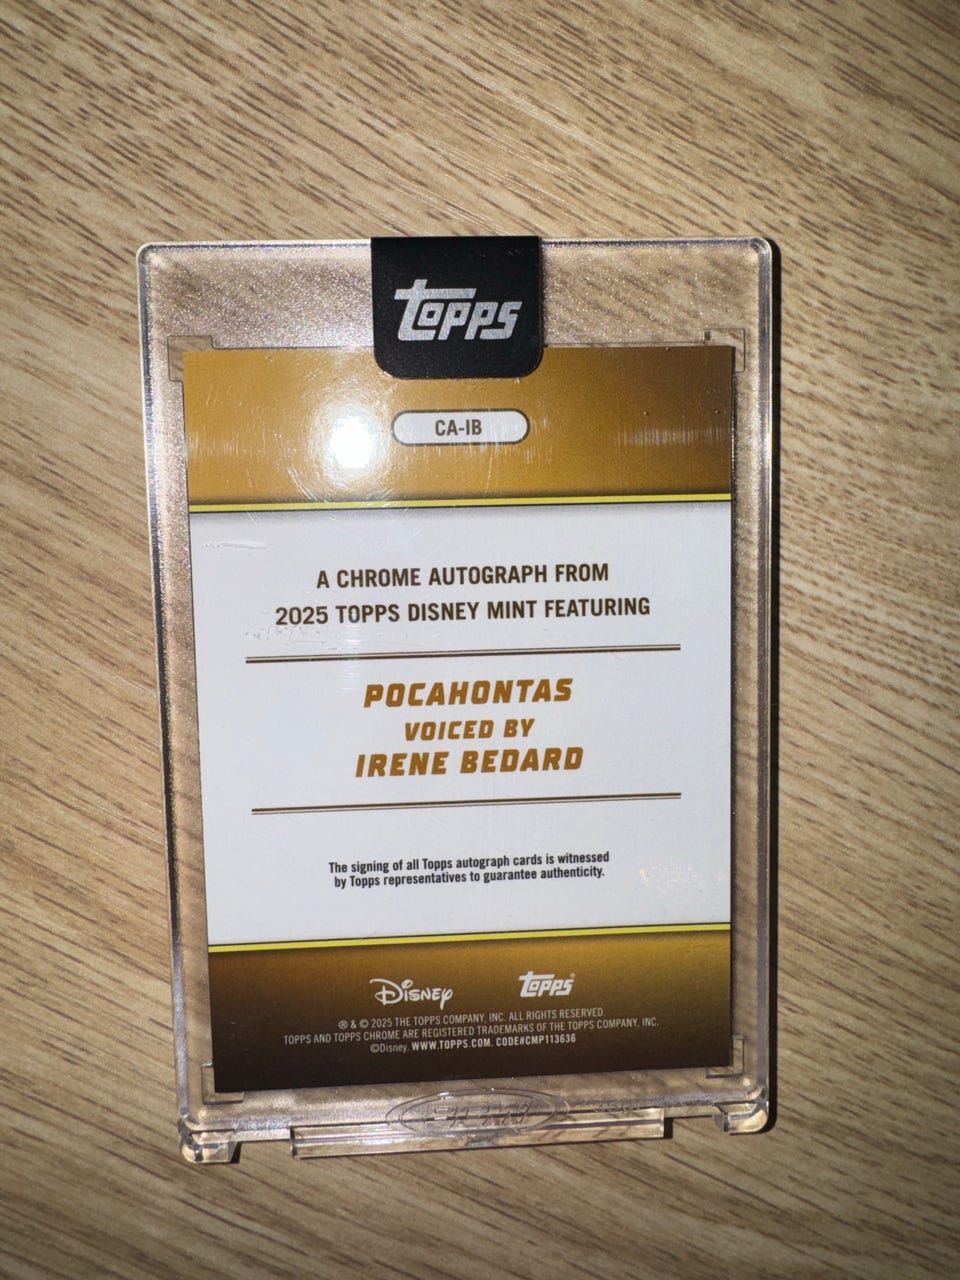 TOPPS
CA-IB
A CHROME AUTOGRAPH FROM
2025 TOPPS DISNEY MINT FEATURING
POCAHONTAS
VOICED BY
IRENE BEDARD
The signing of all Topps autograph cards is witnessed
by Topps representatives to guarantee authenticity.
Disney TOPPS®
® & © 2025 THE TOPPS COMPANY, INC. ALL RIGHTS RESERVED.
TOPPS AND TOPPS CHROME ARE REGISTERED TRADEMARKS OF THE TOPPS COMPANY, INC.
©Disney. WWW.TOPPS.COM. CODE#CMP113636